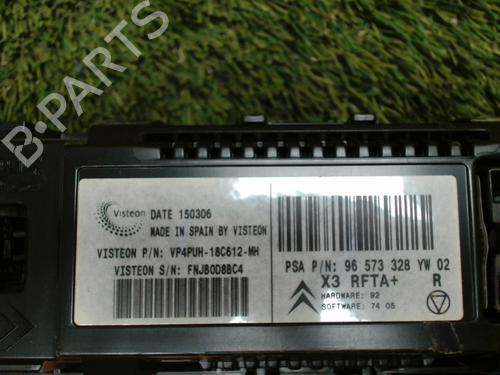 B-PARTS
Visteon DATE 150306
MADE IN SPAIN BY VISTEON
VISTEON P/N: VP4PUH-18C612-MH
VISTEON S/N: FNJB0D8BC4
PSA P/N: 96 573 328 YW 02
X3 RFTA+ R
HARDWARE: 92
SOFTWARE: 74 05